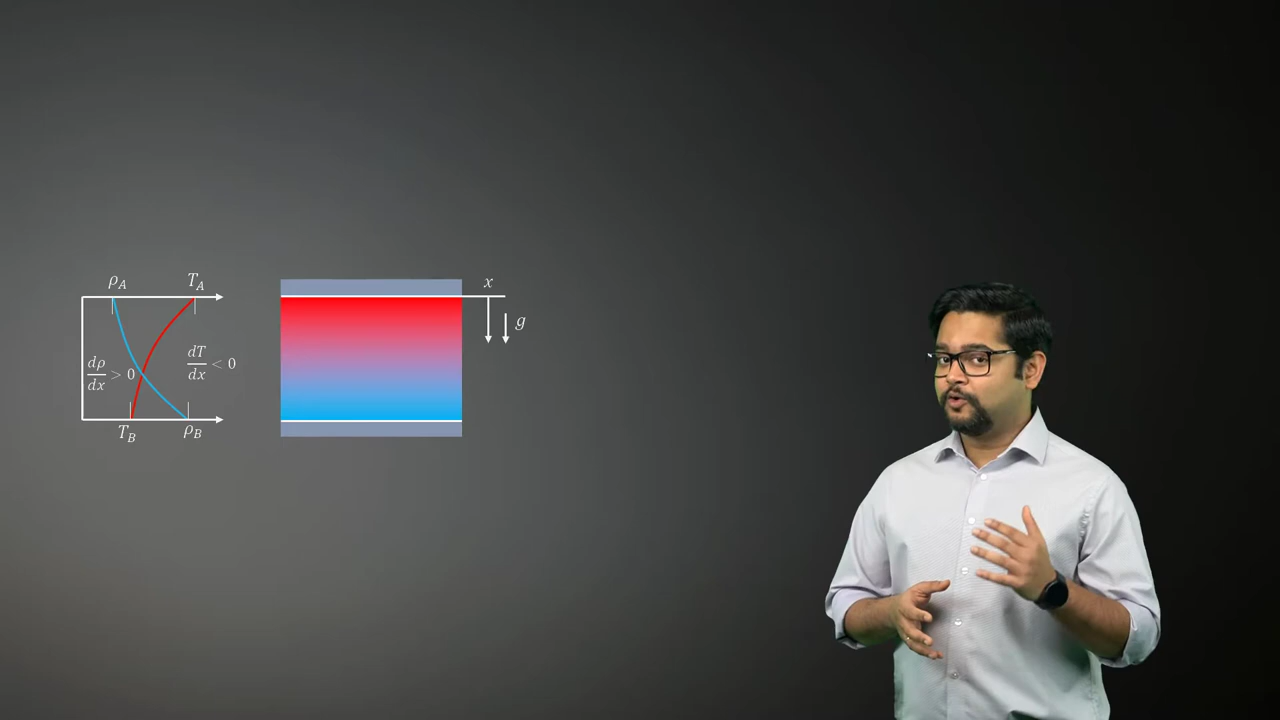 ρ_A T_A
dρ/dx > 0
dT/dx < 0
T_B ρ_B
x
g